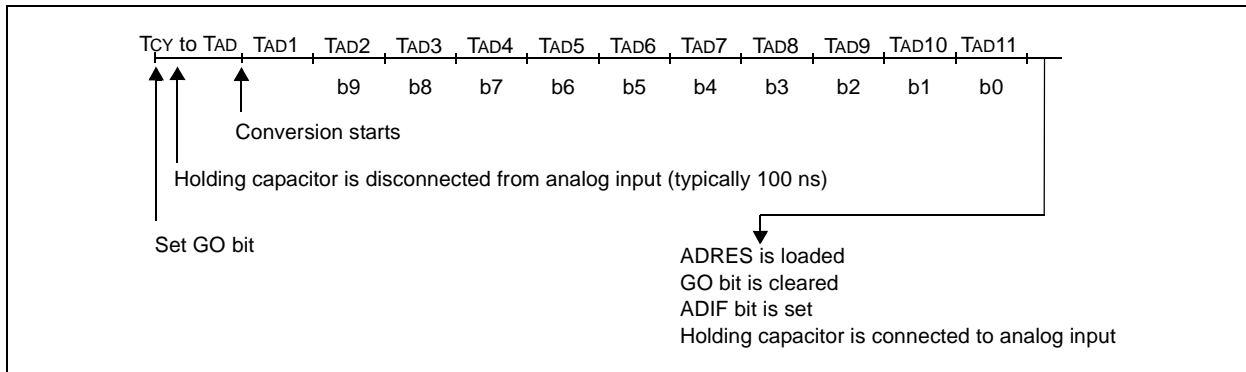 TCY to TAD TAD1 TAD2 TAD3 TAD4 TAD5 TAD6 TAD7 TAD8 TAD9 TAD10 TAD11
b9 b8 b7 b6 b5 b4 b3 b2 b1 b0
Conversion starts
Holding capacitor is disconnected from analog input (typically 100 ns)
Set GO bit
ADRES is loaded
GO bit is cleared
ADIF bit is set
Holding capacitor is connected to analog input